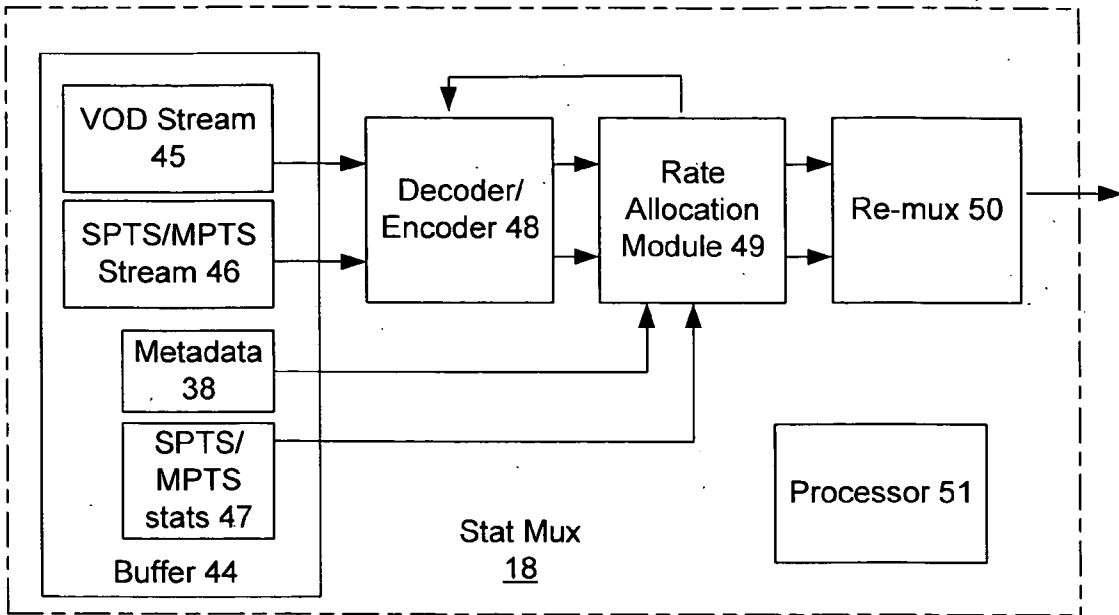 VOD Stream
45
SPTS/MPTS
Stream 46
Metadata
38
SPTS/
MPTS
stats 47
Buffer 44
Decoder/
Encoder 48
Rate
Allocation
Module 49
Re-mux 50
Processor 51
Stat Mux
18